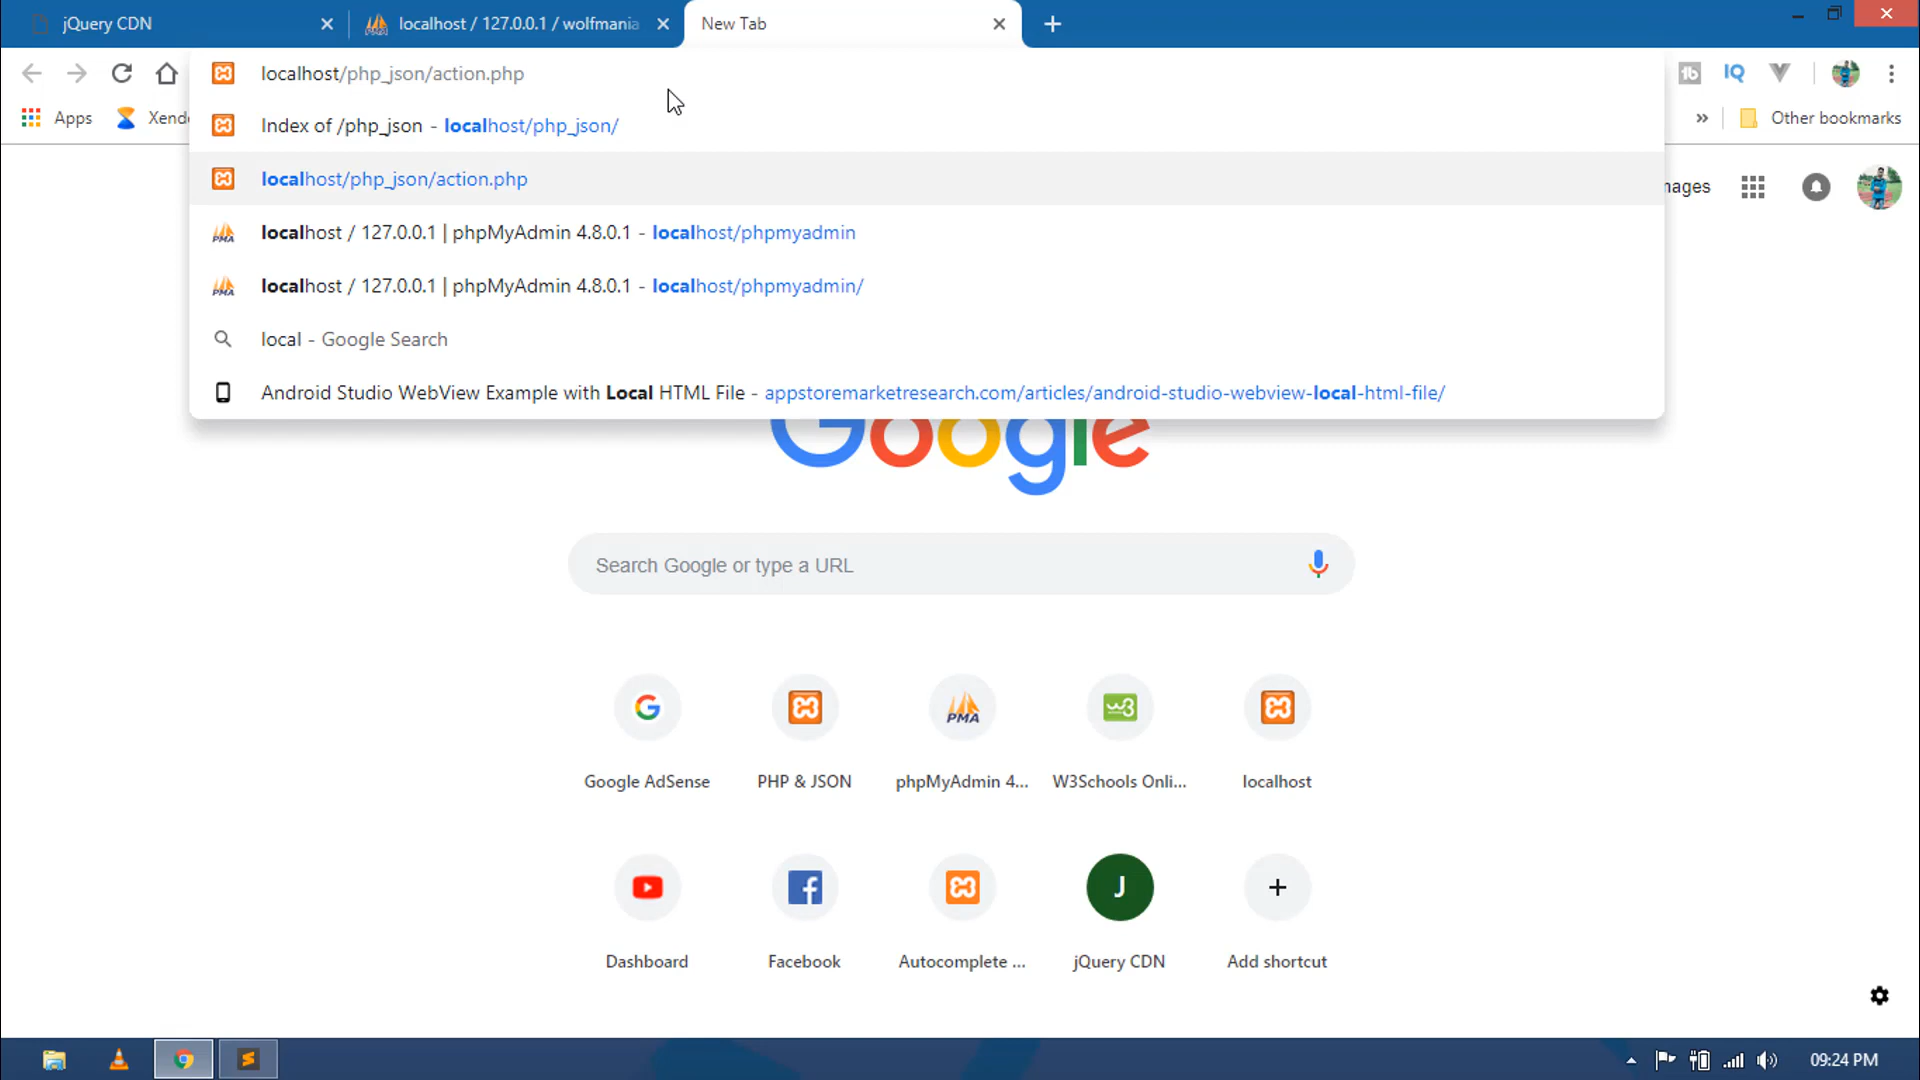 jQuery CDN
localhost / 127.0.0.1 / wolfmania
New Tab
localhost/php_json/action.php
IQ
Apps
Xende
Other bookmarks
Index of /php_json - localhost/php_json/
localhost/php_json/action.php
mages
localhost / 127.0.0.1 | phpMyAdmin 4.8.0.1 - localhost/phpmyadmin
localhost / 127.0.0.1 | phpMyAdmin 4.8.0.1 - localhost/phpmyadmin/
local - Google Search
Android Studio WebView Example with Local HTML File - appstoremarketresearch.com/articles/android-studio-webview-local-html-file/
Google
Search Google or type a URL
Google AdSense
PHP & JSON
phpMyAdmin 4...
W3Schools Onli...
localhost
Dashboard
Facebook
Autocomplete ...
J
jQuery CDN
Add shortcut
09:24 PM